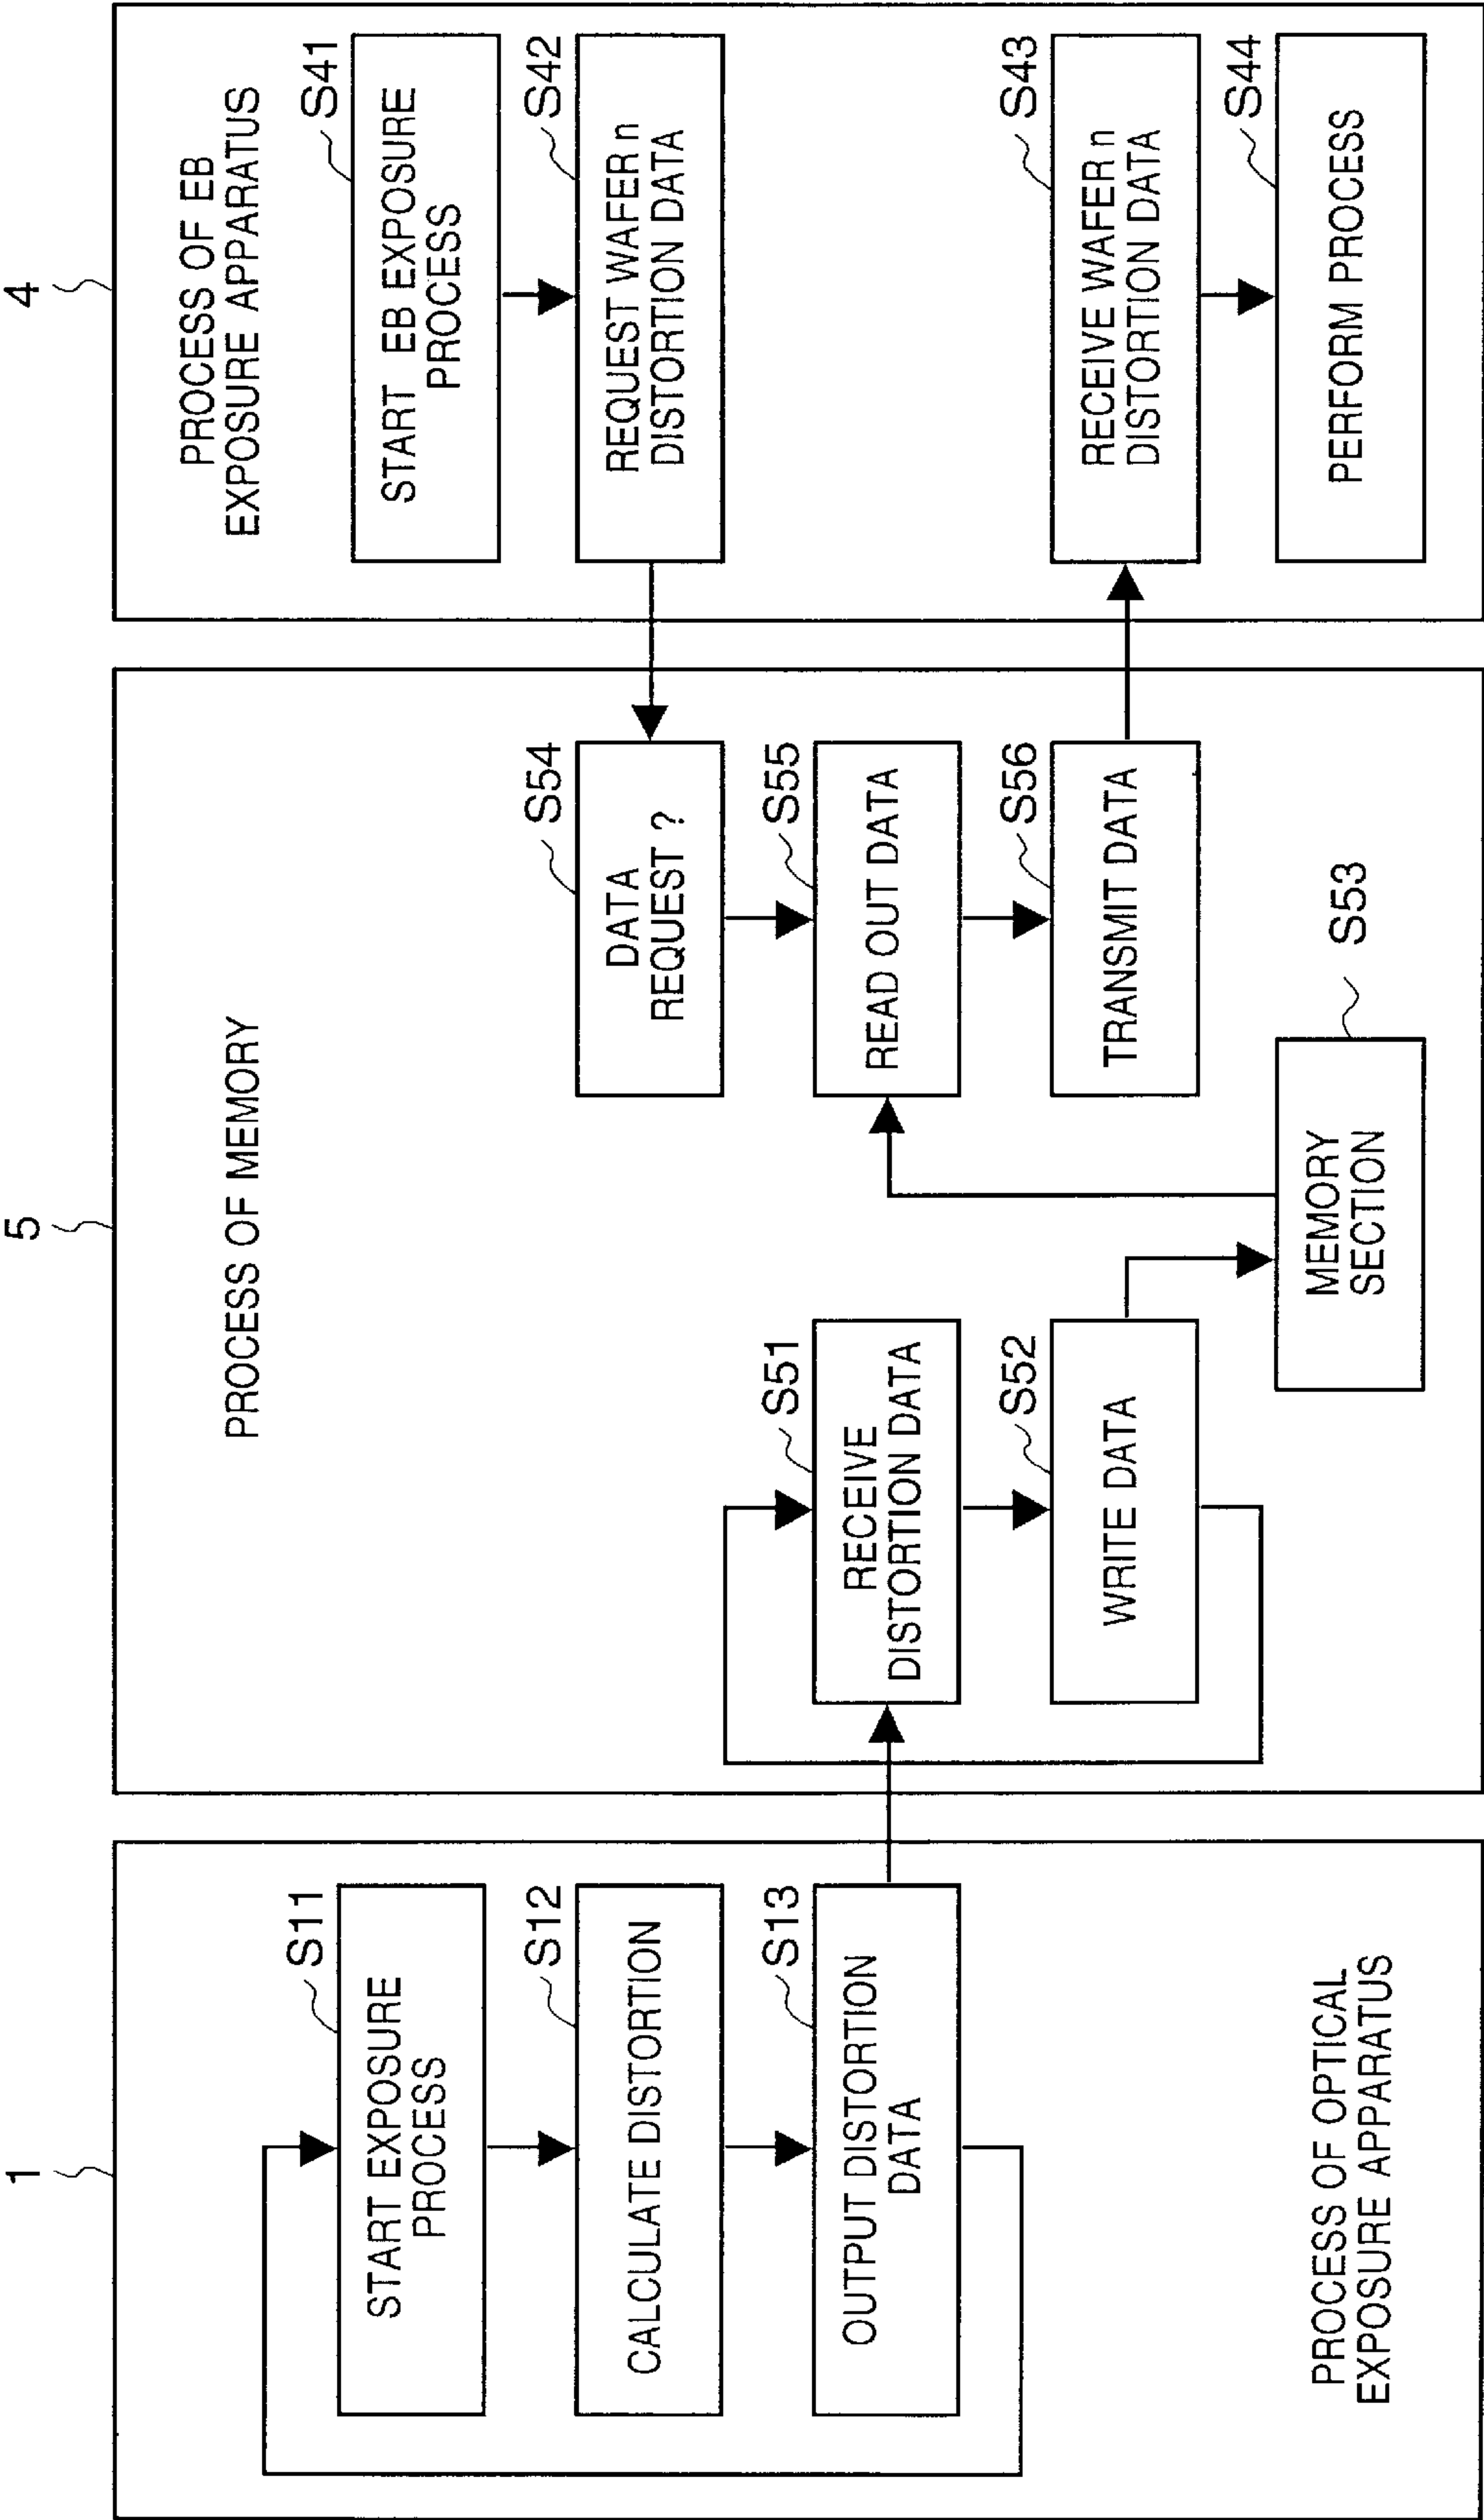 1
S11
START EXPOSURE
PROCESS
S12
CALCULATE DISTORTION
S13
OUTPUT DISTORTION
DATA
PROCESS OF OPTICAL
EXPOSURE APPARATUS
5
PROCESS OF MEMORY
S51
RECEIVE
DISTORTION DATA
S52
WRITE DATA
S53
MEMORY
SECTION
S54
DATA
REQUEST ?
S55
READ OUT DATA
S56
TRANSMIT DATA
4
PROCESS OF EB
EXPOSURE APPARATUS
S41
START EB EXPOSURE
PROCESS
S42
REQUEST WAFER n
DISTORTION DATA
S43
RECEIVE WAFER n
DISTORTION DATA
S44
PERFORM PROCESS